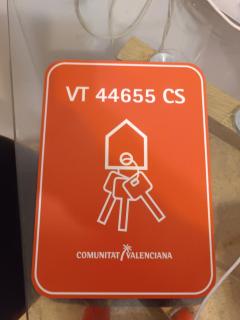 VT 44655 CS
COMUNITAT VALENCIANA